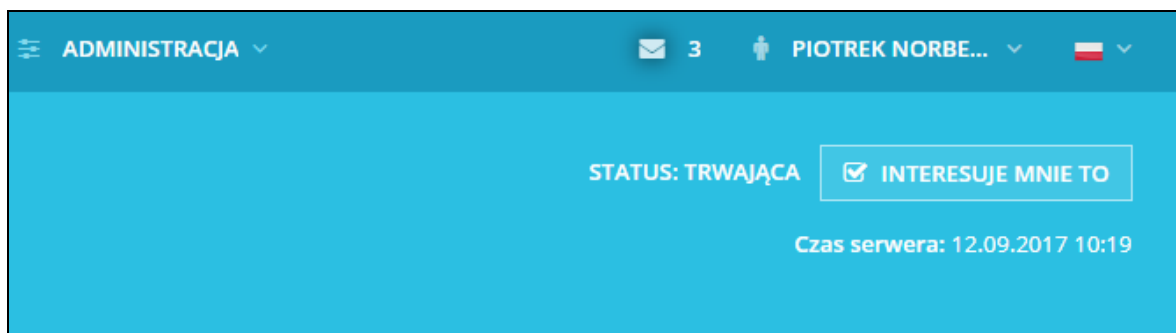 ADMINISTRACJA 3 PIOTREK NORBE...
STATUS: TRWAJĄCA INTERESUJE MNIE TO
Czas serwera: 12.09.2017 10:19